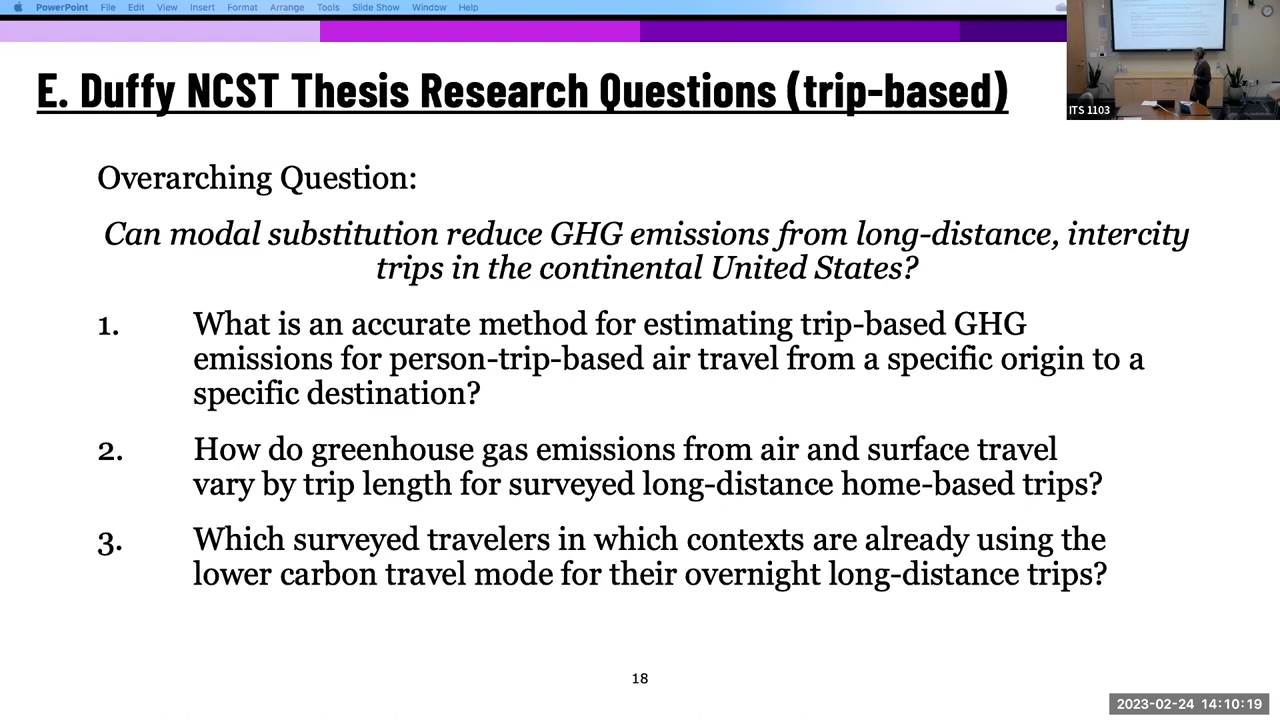 PowerPoint File Edit View Insert Format Arrange Tools Slide Show Window Help
E. Duffy NCST Thesis Research Questions (trip-based)
ITS 1103
Overarching Question:
Can modal substitution reduce GHG emissions from long-distance, intercity
trips in the continental United States?
1. What is an accurate method for estimating trip-based GHG
emissions for person-trip-based air travel from a specific origin to a
specific destination?
2. How do greenhouse gas emissions from air and surface travel
vary by trip length for surveyed long-distance home-based trips?
3. Which surveyed travelers in which contexts are already using the
lower carbon travel mode for their overnight long-distance trips?
18
2023-02-24 14:10:19